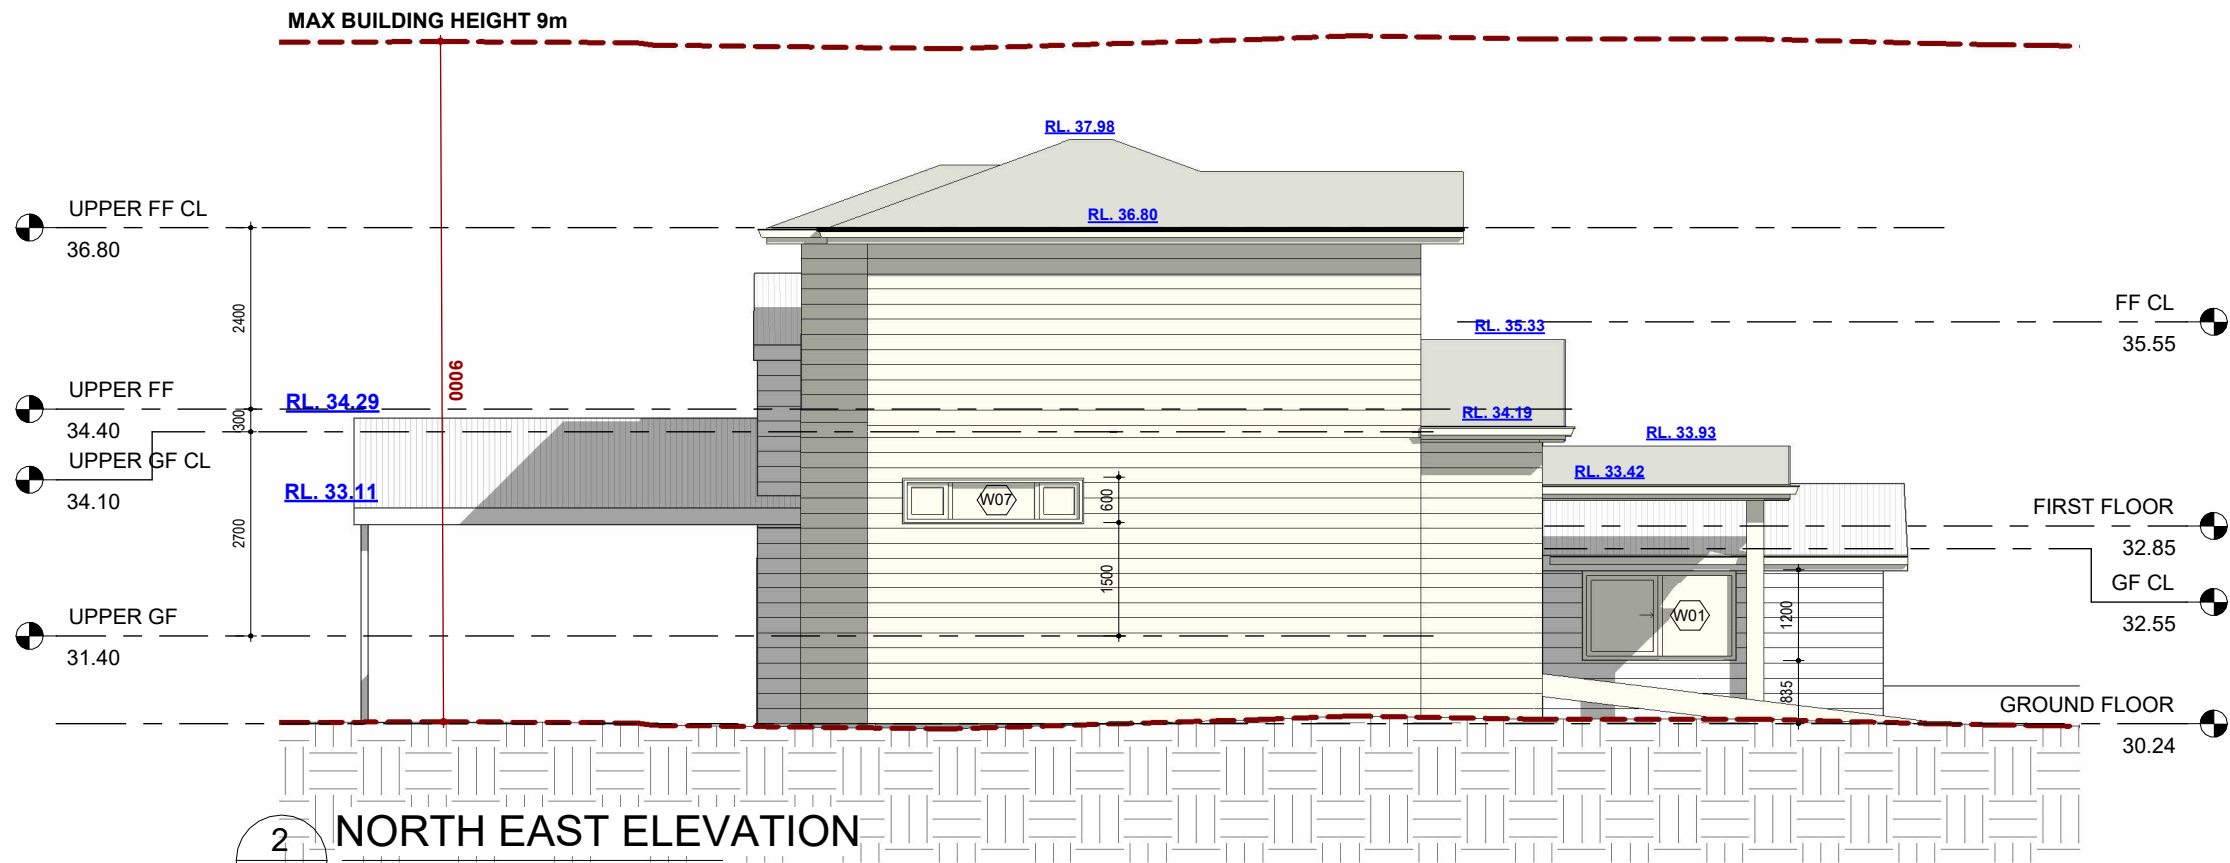 MAX BUILDING HEIGHT 9m
RL. 37.98
UPPER FF CL
36.80
RL. 36.80
2400
FF CL
35.55
RL. 35.33
9000
UPPER FF
34.40
RL. 34.29
300
RL. 34.19
RL. 33.93
UPPER GF CL
34.10
RL. 33.11
RL. 33.42
W07
600
FIRST FLOOR
32.85
2700
1500
GF CL
32.55
1200
W01
UPPER GF
31.40
835
GROUND FLOOR
30.24
2
NORTH EAST ELEVATION